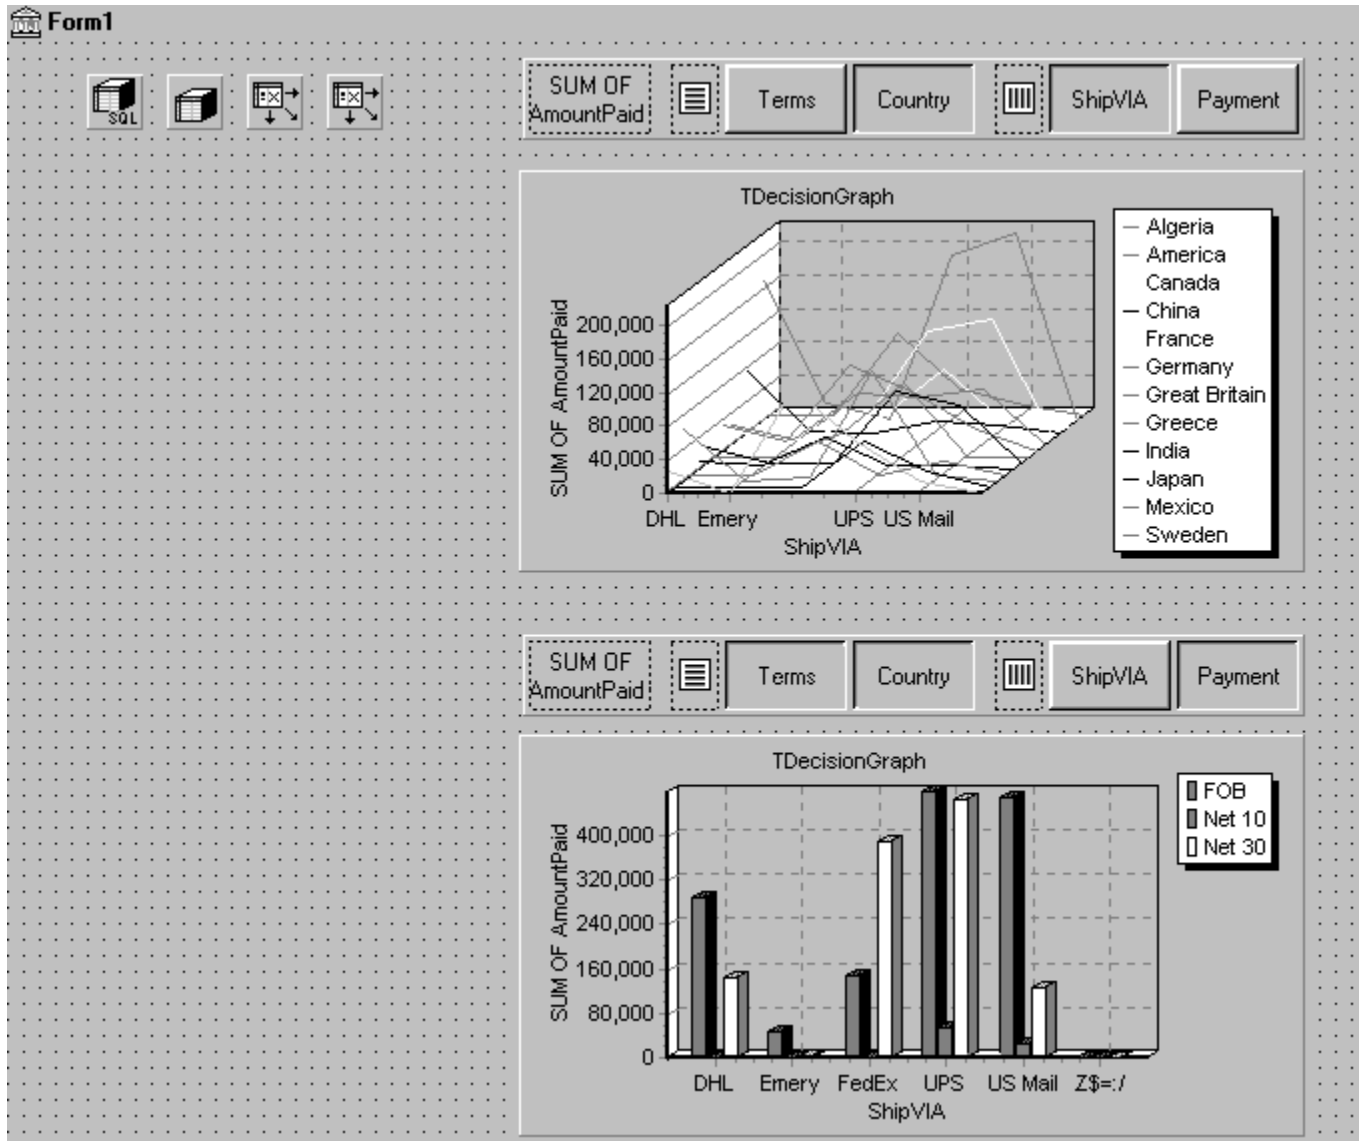 Form1
SQL
SUM OF
AmountPaid
Terms
Country
ShipVIA
Payment
TDecisionGraph
SUM OF AmountPaid
200,000
160,000
120,000
80,000
40,000
0
DHL
Emery
UPS
US Mail
ShipVIA
Algeria
America
Canada
China
France
Germany
Great Britain
Greece
India
Japan
Mexico
Sweden
SUM OF
AmountPaid
Terms
Country
ShipVIA
Payment
TDecisionGraph
SUM OF AmountPaid
400,000
320,000
240,000
160,000
80,000
0
DHL
Emery
FedEx
UPS
US Mail
Z$=:/
ShipVIA
FOB
Net 10
Net 30